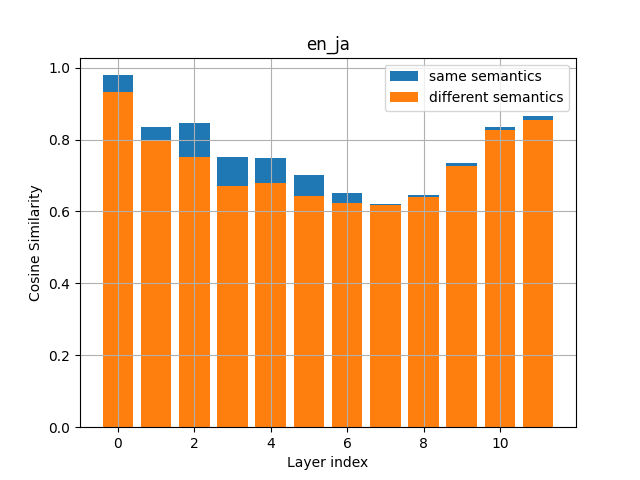 en_ja
same semantics
different semantics
1.0
0.8
0.6
0.4
0.2
0.0
Cosine Similarity
0 2 4 6 8 10
Layer index